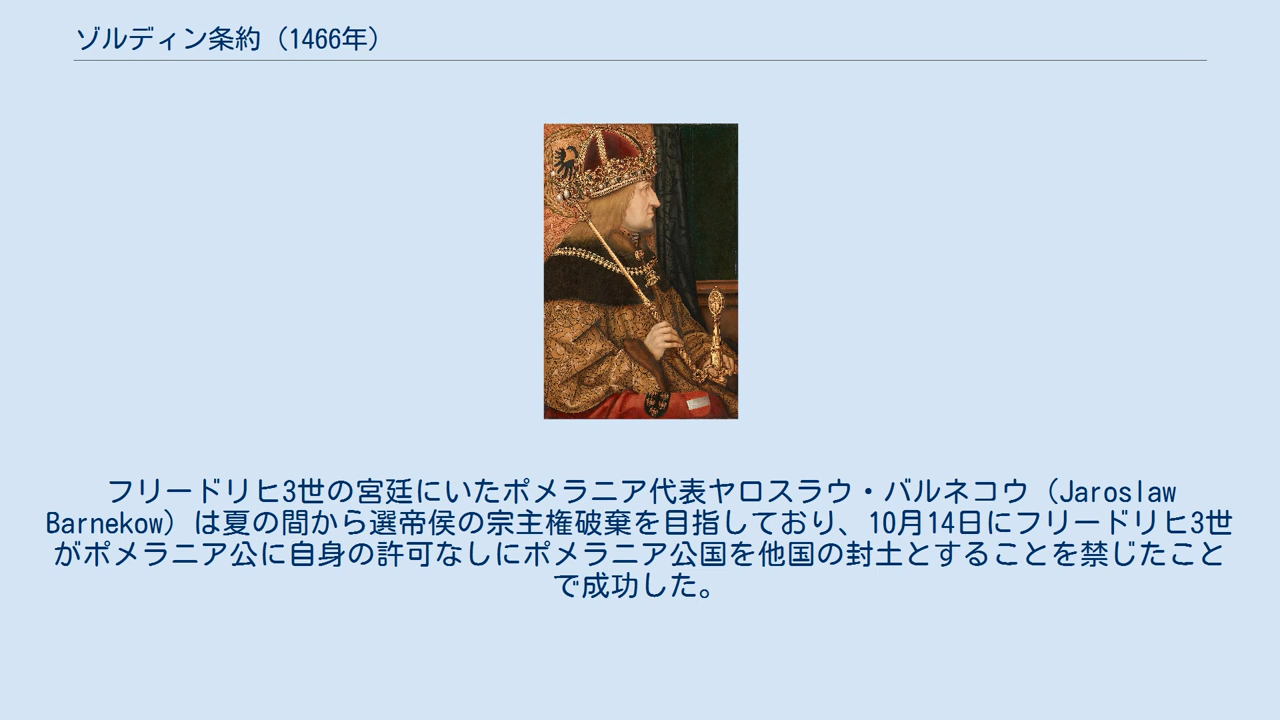 ゾルディン条約（1466年）
フリードリヒ3世の宮廷にいたポメラニア代表ヤロスラウ・バルネコウ（Jaroslaw
Barnekow）は夏の間から選帝侯の宗主権破棄を目指しており、10月14日にフリードリヒ3世
がポメラニア公に自身の許可なしにポメラニア公国を他国の封土とすることを禁じたこと
で成功した。